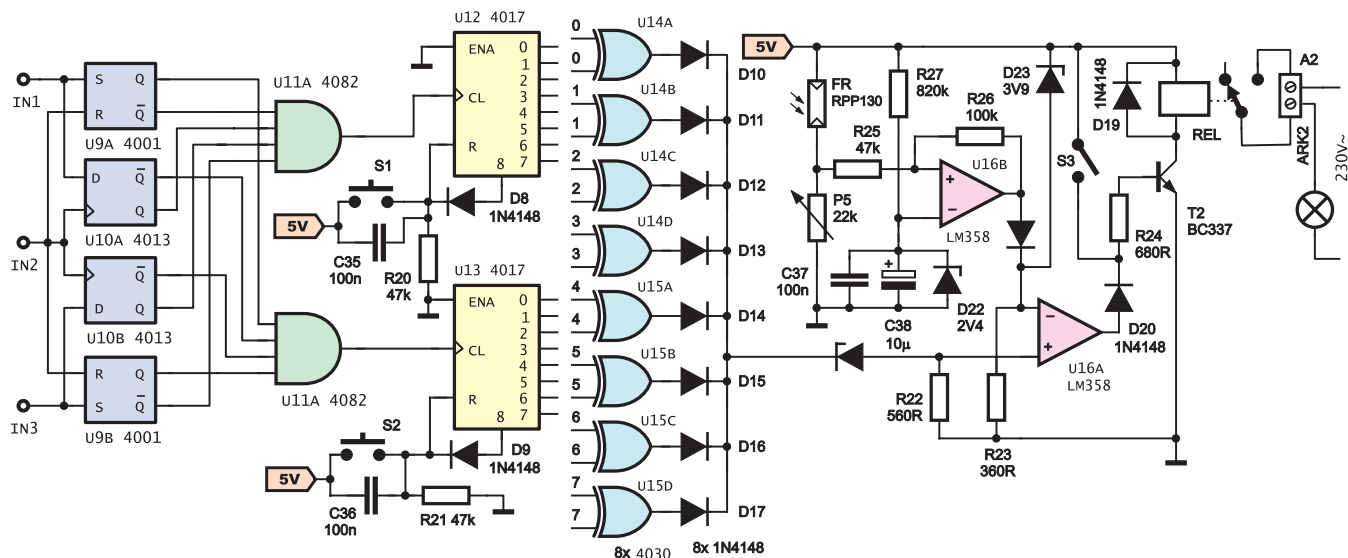 IN1
IN2
IN3
S Q
R Q̅
U9A 4001
D Q̅
Q
U10A 4013
Q̅
D Q
U10B 4013
R Q
S Q̅
U9B 4001
U11A 4082
U11A 4082
U12 4017
ENA
CL
R
0
1
2
3
4
5
6
7
8
S1
5V
C35
100n
D8
1N4148
R20
47k
U13 4017
ENA
CL
R
0
1
2
3
4
5
6
7
8
S2
5V
C36
100n
D9
1N4148
R21 47k
0
0
U14A
D10
1
1
U14B
D11
2
2
U14C
D12
3
3
U14D
D13
4
4
U15A
D14
5
5
U15B
D15
6
6
U15C
D16
7
7
U15D
D17
8x 4030
8x 1N4148
5V
FR
RPP130
R27
820k
R26
100k
R25
47k
P5
22k
U16B
+
−
LM358
C37
100n
+
C38
10µ
D22
2V4
D23
3V9
S3
1N4148
D19
REL
A2
ARK2
230V~
T2
BC337
R24
680R
D20
1N4148
−
+
U16A
LM358
R22
560R
R23
360R